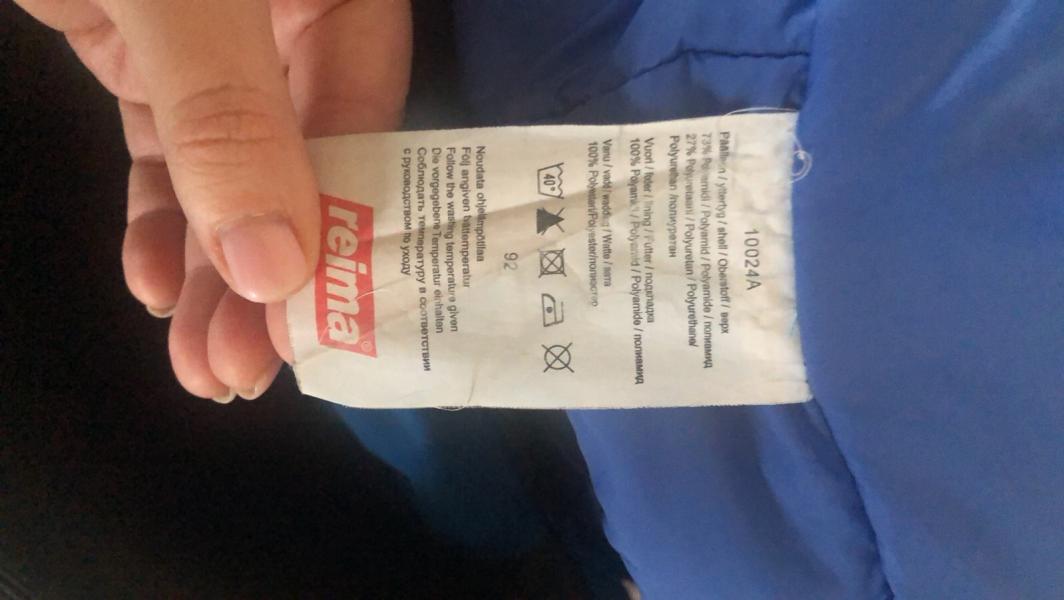 10024A
Päällinen / yttertyg / shell / Oberstoff / верх
73% Polyamidi / Polyamid / Polyamide / полиамид
27% Polyuretaani / Polyuretan / Polyurethane/
Polyurethan /полиуретан
Vuori / foder / lining / Futter / подкладка
100% Polyamidi / Polyamid / Polyamide / полиамид
Vanu / vadd / wadding / Watte / вата
100% Polyesteri/Polyester/полиэстер
40°
92
Noudata ohjelämpötilaa
Följ angiven tvättemperatur
Follow the washing temperature given
Die vorgegebene Temperatur einhalten
Соблюдать температуру в соответствии
с руководством по уходу
reima®